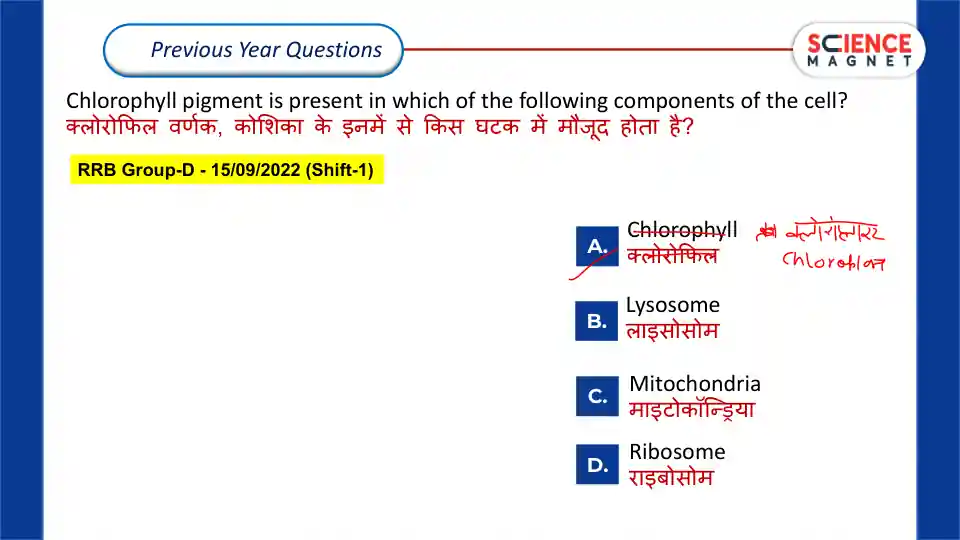 Previous Year Questions
SCIENCE
MAGNET
Chlorophyll pigment is present in which of the following components of the cell?
क्लोरोफिल वर्णक, कोशिका के इनमें से किस घटक में मौजूद होता है?
RRB Group-D - 15/09/2022 (Shift-1)
A.
Chlorophyll
क्लोरोफिल
B.
Lysosome
लाइसोसोम
C.
Mitochondria
माइटोकॉन्ड्रिया
D.
Ribosome
राइबोसोम